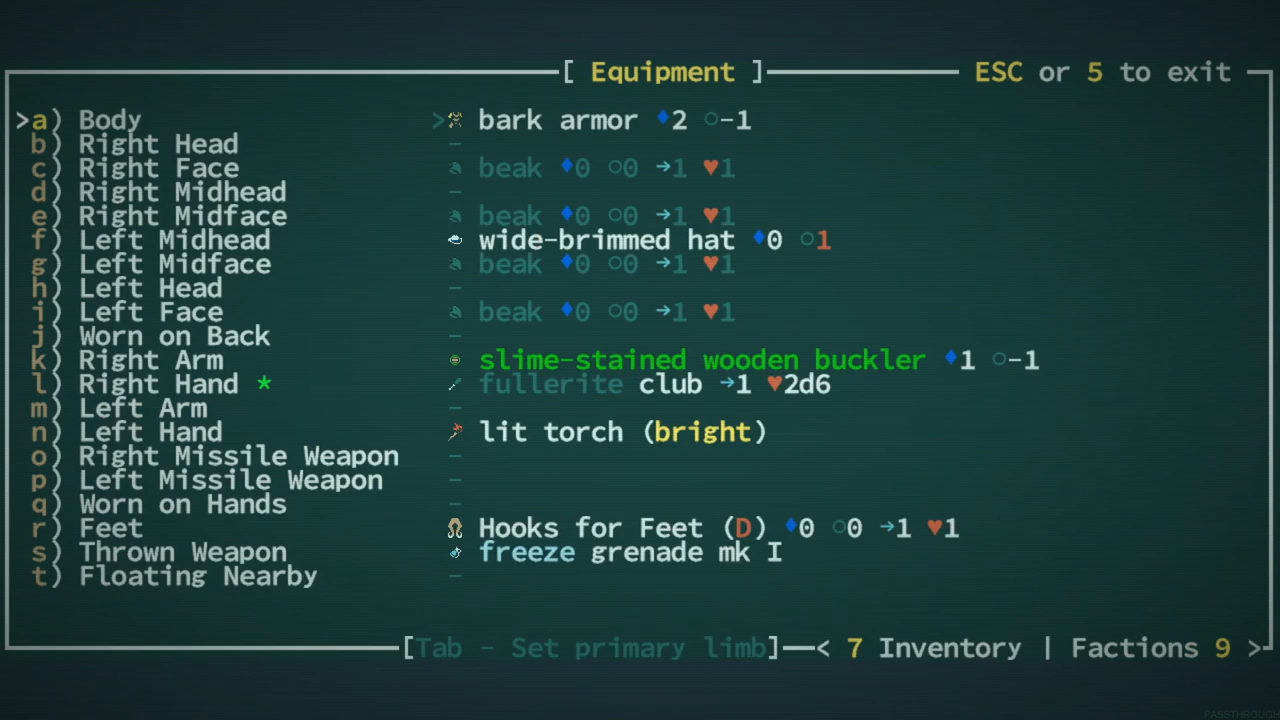 [ Equipment ] ESC or 5 to exit
>a) Body > bark armor ♦2 ○-1
b) Right Head –
c) Right Face beak ♦0 ○0 →1 ♥1
d) Right Midhead –
e) Right Midface beak ♦0 ○0 →1 ♥1
f) Left Midhead wide-brimmed hat ♦0 ○1
g) Left Midface beak ♦0 ○0 →1 ♥1
h) Left Head –
i) Left Face beak ♦0 ○0 →1 ♥1
j) Worn on Back –
k) Right Arm slime-stained wooden buckler ♦1 ○-1
l) Right Hand * fullerite club →1 ♥2d6
m) Left Arm –
n) Left Hand lit torch (bright)
o) Right Missile Weapon –
p) Left Missile Weapon –
q) Worn on Hands –
r) Feet Hooks for Feet (D) ♦0 ○0 →1 ♥1
s) Thrown Weapon freeze grenade mk I
t) Floating Nearby –
[Tab - Set primary limb] < 7 Inventory | Factions 9 >
PASSTHROUGH